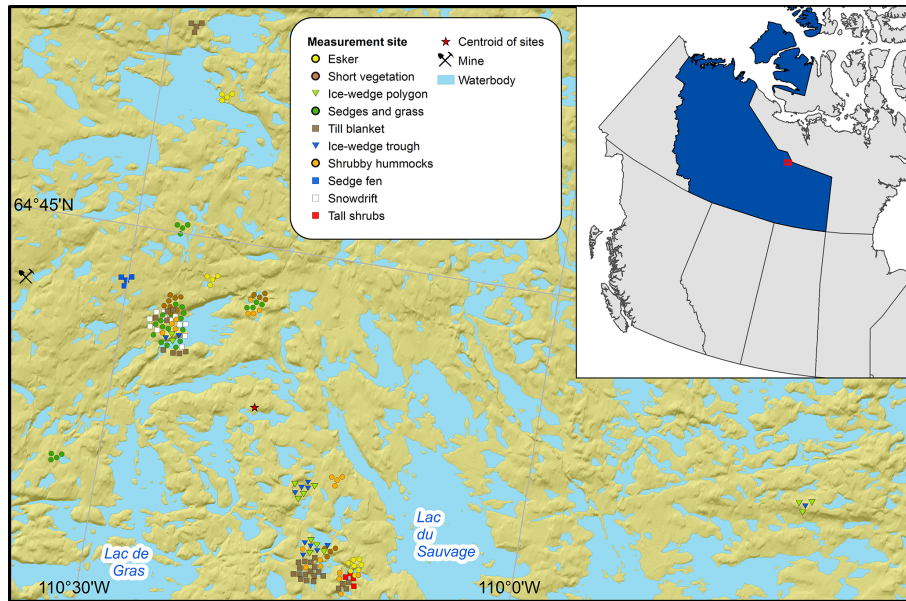 Measurement site
Esker
Short vegetation
Ice-wedge polygon
Sedges and grass
Till blanket
Ice-wedge trough
Shrubby hummocks
Sedge fen
Snowdrift
Tall shrubs
Centroid of sites
Mine
Waterbody
64°45'N
Lac
du
Sauvage
Lac de
Gras
110°30'W
110°0'W